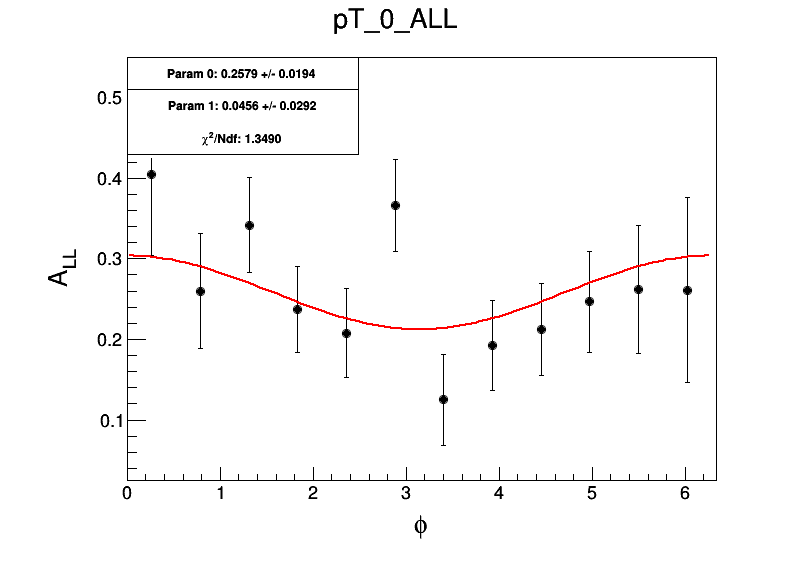 pT_0_ALL
Param 0: 0.2579 +/- 0.0194
Param 1: 0.0456 +/- 0.0292
χ²/Ndf: 1.3490
0.5
0.4
0.3
0.2
0.1
A_LL
0 1 2 3 4 5 6
ϕ